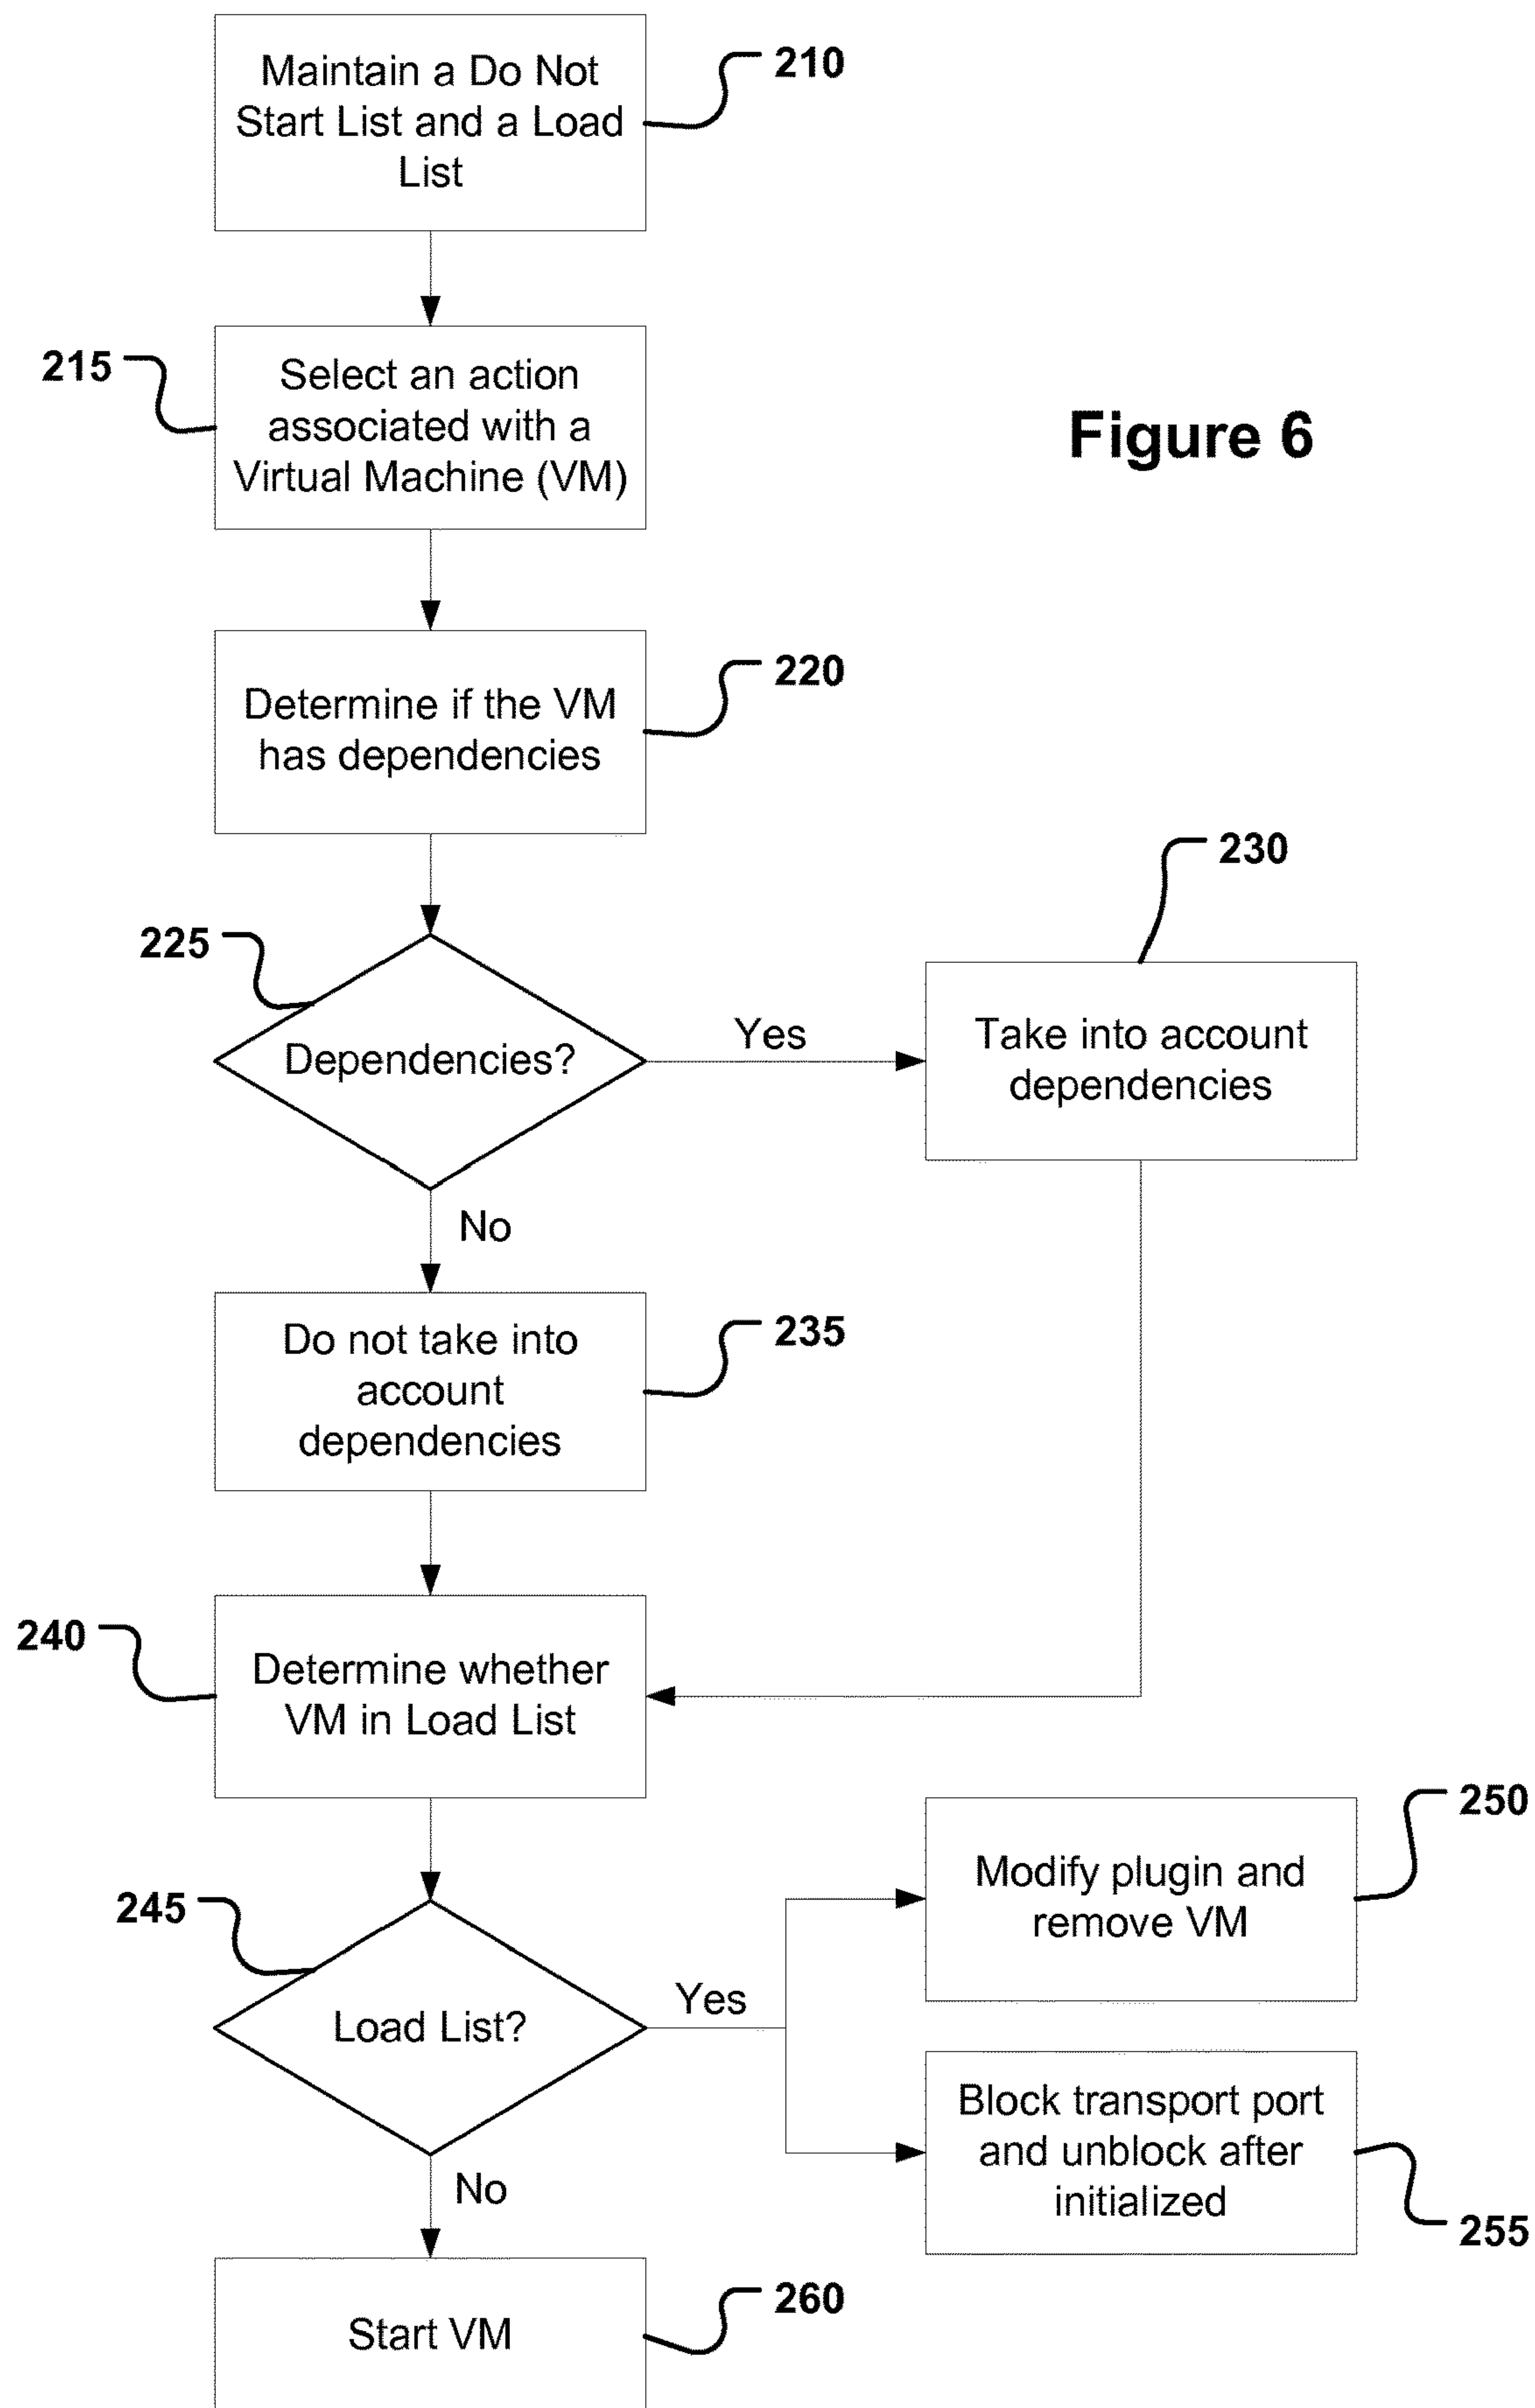 Maintain a Do Not
Start List and a Load
List
210
215
Select an action
associated with a
Virtual Machine (VM)
Figure 6
220
Determine if the VM
has dependencies
230
225
Dependencies?
Yes
Take into account
dependencies
No
235
Do not take into
account
dependencies
240
Determine whether
VM in Load List
250
Modify plugin and
remove VM
245
Load List?
Yes
Block transport port
and unblock after
initialized
255
No
260
Start VM